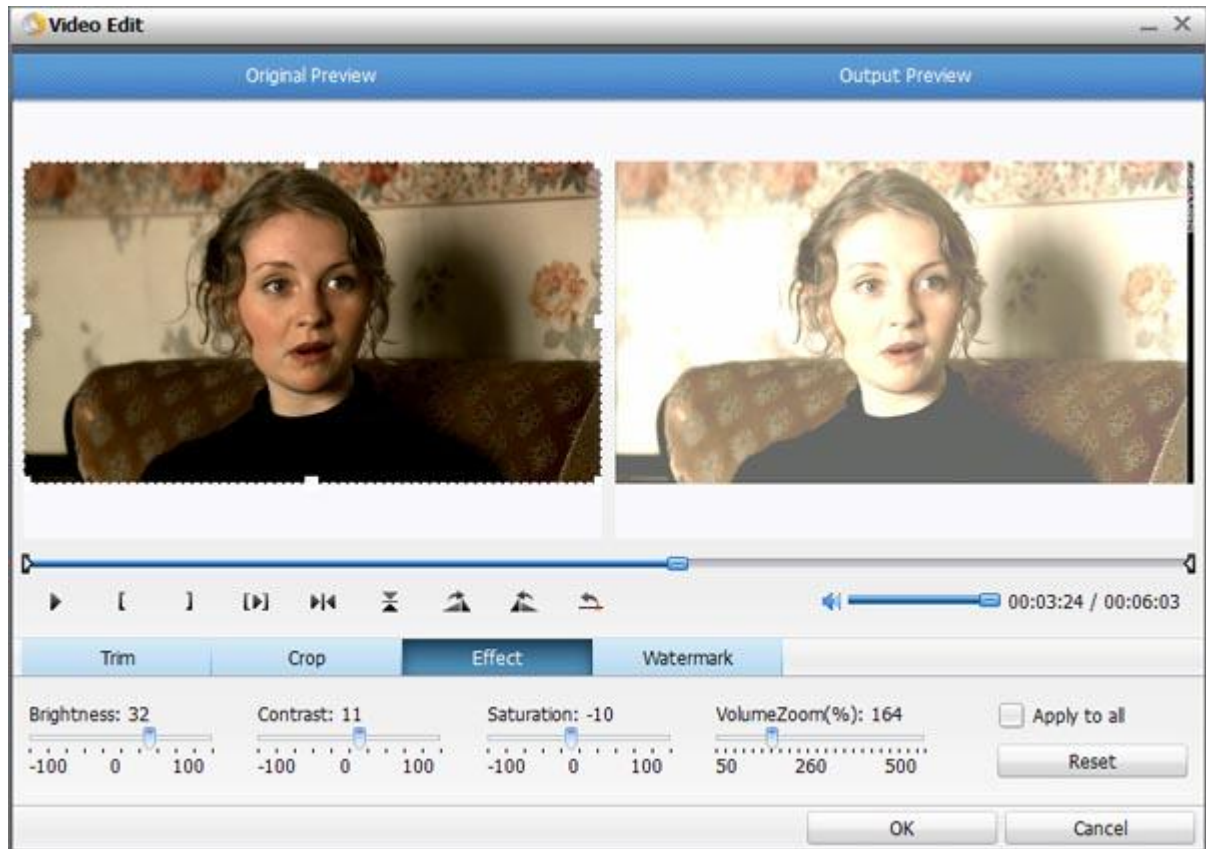 Video Edit
Original Preview Output Preview
00:03:24 / 00:06:03
Trim Crop Effect Watermark
Brightness: 32 Contrast: 11 Saturation: -10 VolumeZoom(%): 164 Apply to all
-100 0 100 -100 0 100 -100 0 100 50 260 500 Reset
OK Cancel